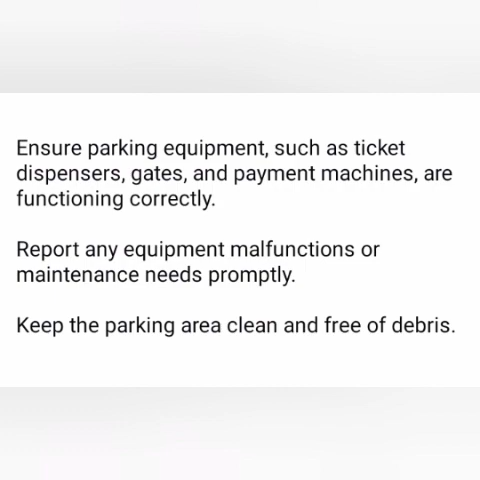 Ensure parking equipment, such as ticket
dispensers, gates, and payment machines, are
functioning correctly.
Report any equipment malfunctions or
maintenance needs promptly.
Keep the parking area clean and free of debris.